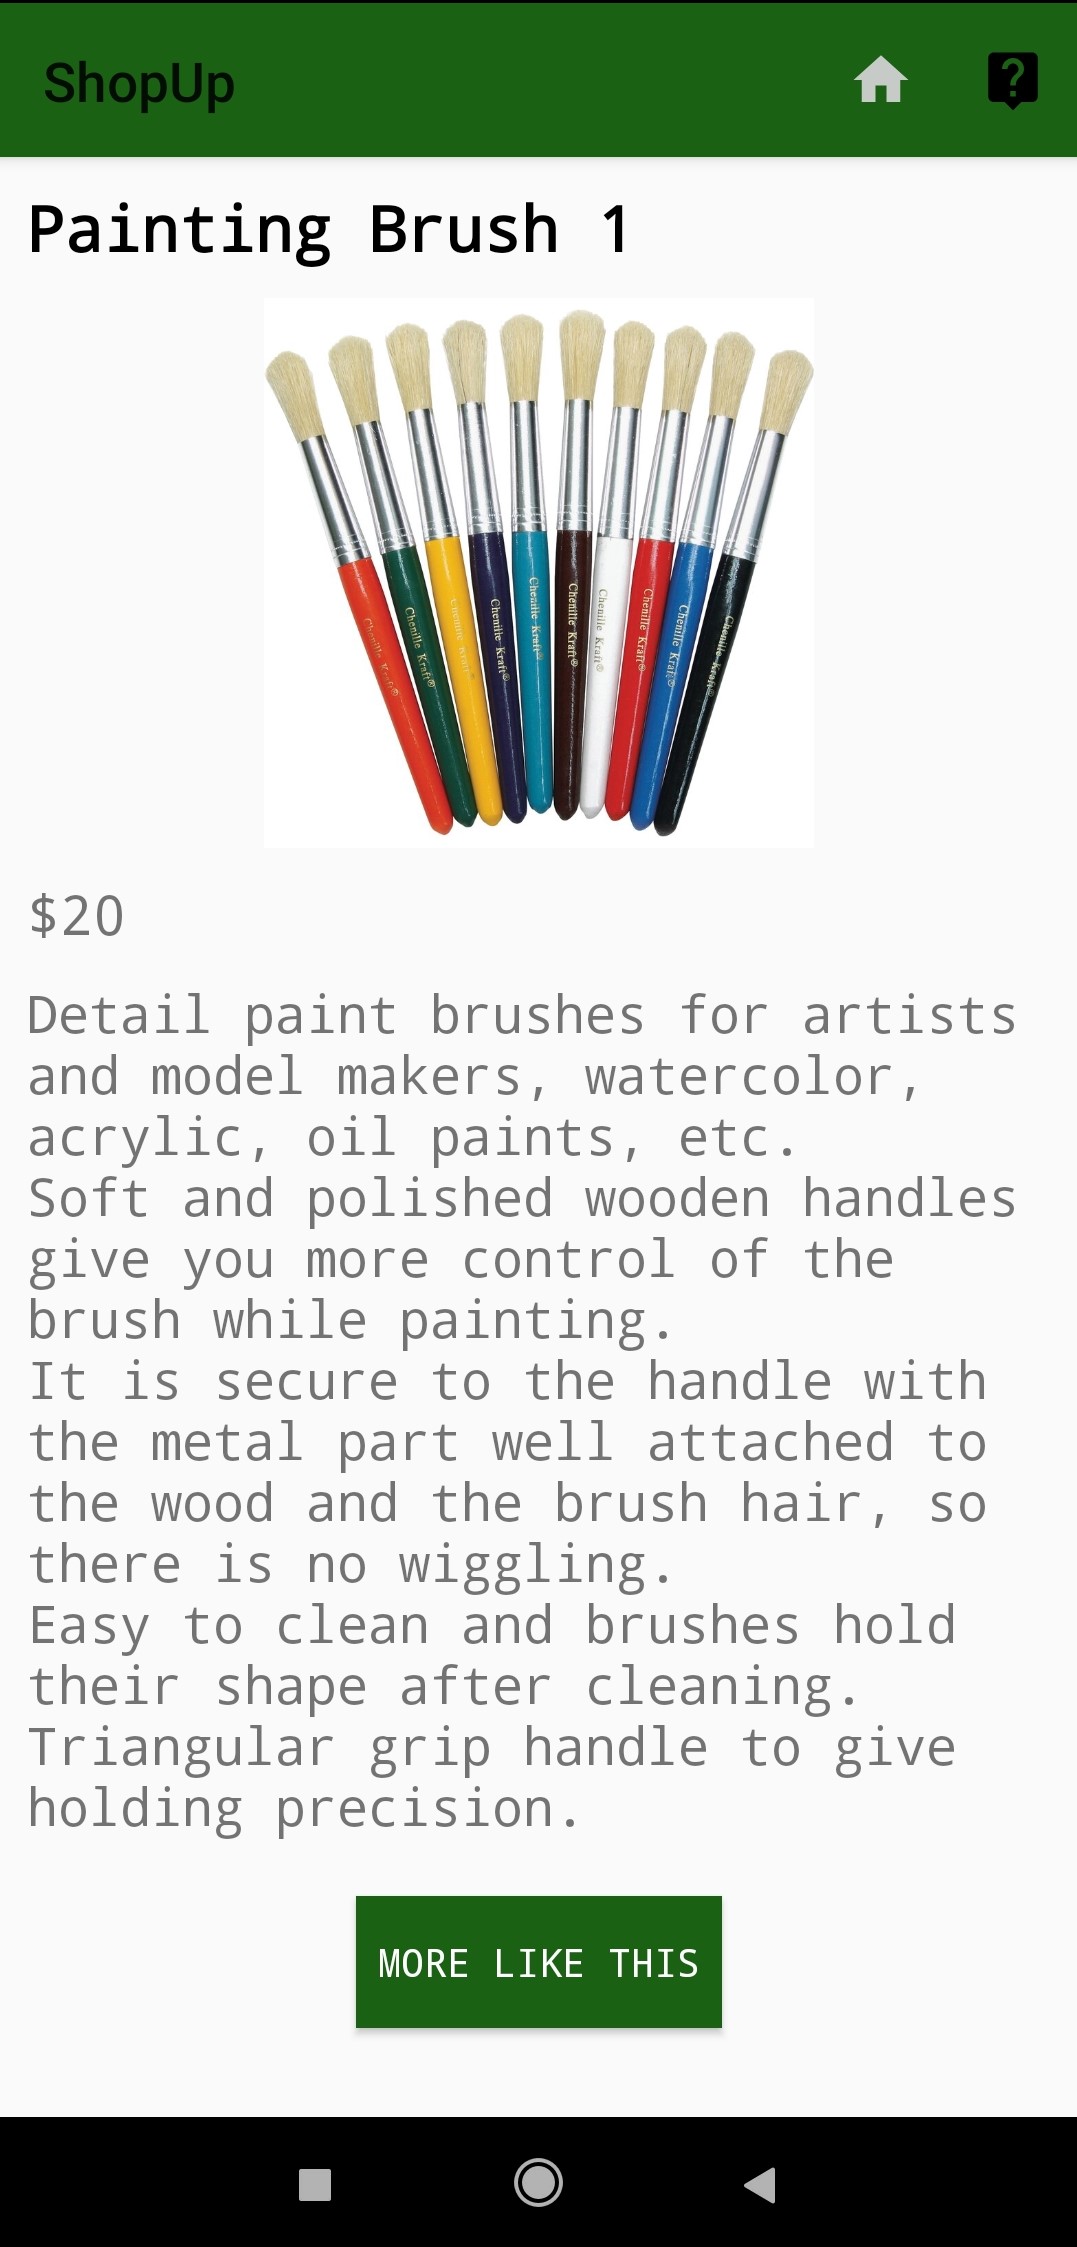 ShopUp
Painting Brush 1
Chenille Kraft®
Chenille Kraft®
Chenille Kraft®
Chenille Kraft®
Chenille Kraft®
Chenille Kraft®
Chenille Kraft®
Chenille Kraft®
Chenille Kraft®
Chenille Kraft®
$20
Detail paint brushes for artists
and model makers, watercolor,
acrylic, oil paints, etc.
Soft and polished wooden handles
give you more control of the
brush while painting.
It is secure to the handle with
the metal part well attached to
the wood and the brush hair, so
there is no wiggling.
Easy to clean and brushes hold
their shape after cleaning.
Triangular grip handle to give
holding precision.
MORE LIKE THIS